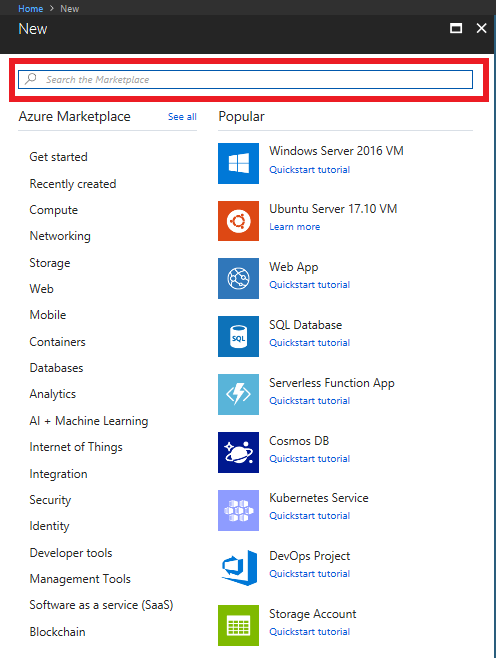 Home > New
New
Search the Marketplace
Azure Marketplace
See all
Popular
Get started
Recently created
Compute
Networking
Storage
Web
Mobile
Containers
Databases
Analytics
AI + Machine Learning
Internet of Things
Integration
Security
Identity
Developer tools
Management Tools
Software as a service (SaaS)
Blockchain
Windows Server 2016 VM
Quickstart tutorial
Ubuntu Server 17.10 VM
Learn more
Web App
Quickstart tutorial
SQL
SQL Database
Quickstart tutorial
Serverless Function App
Quickstart tutorial
Cosmos DB
Quickstart tutorial
Kubernetes Service
Quickstart tutorial
DevOps Project
Quickstart tutorial
Storage Account
Quickstart tutorial